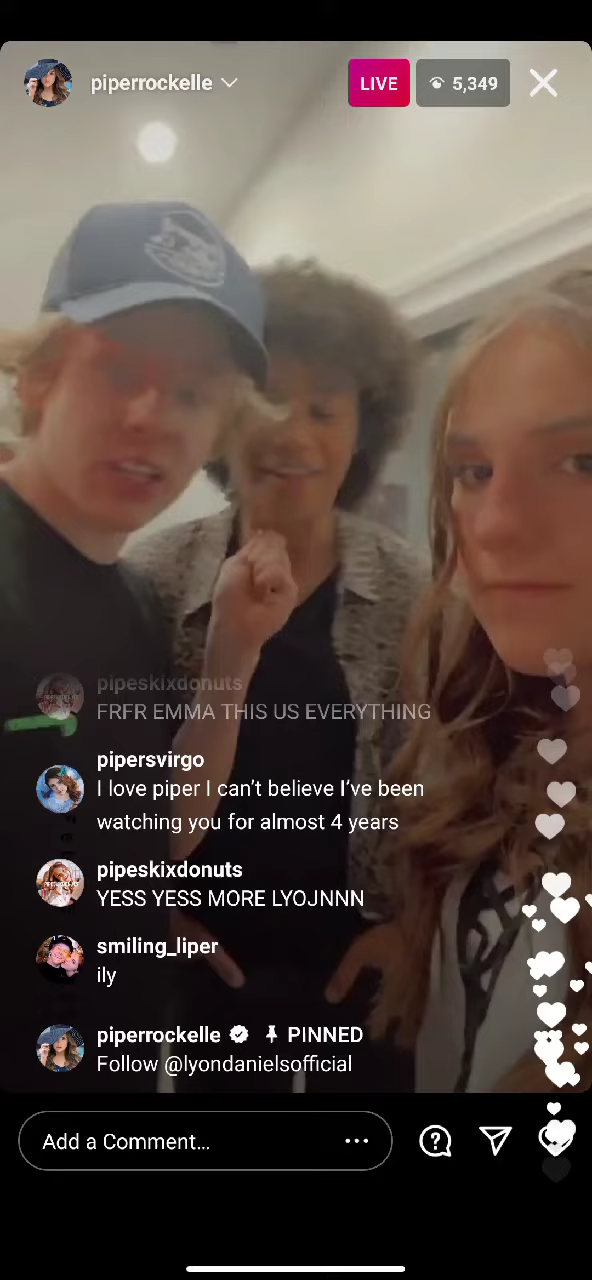 piperrockelle
LIVE
5,349
pipeskixdonuts
FRFR EMMA THIS US EVERYTHING
pipersvirgo
I love piper I can't believe I've been
watching you for almost 4 years
pipeskixdonuts
YESS YESS MORE LYOJNNN
smiling_liper
ily
piperrockelle PINNED
Follow @lyondanielsofficial
Add a Comment...